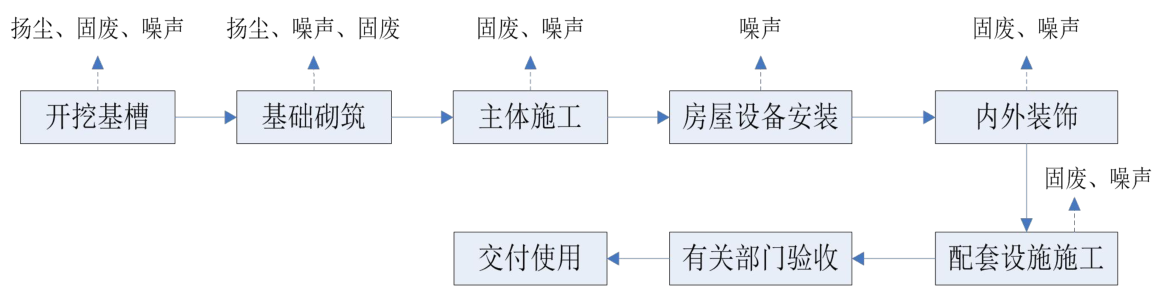 扬尘、固废、噪声
扬尘、噪声、固废
固废、噪声
噪声
固废、噪声
开挖基槽
基础砌筑
主体施工
房屋设备安装
内外装饰
固废、噪声
配套设施施工
有关部门验收
交付使用